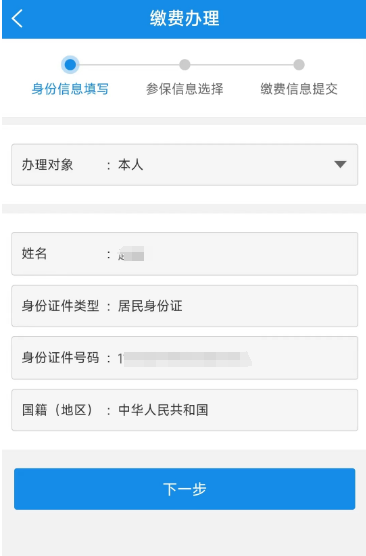 缴费办理
身份信息填写 参保信息选择 缴费信息提交
办理对象 : 本人
姓名 :
身份证件类型 : 居民身份证
身份证件号码 : 1
国籍（地区） : 中华人民共和国
下一步